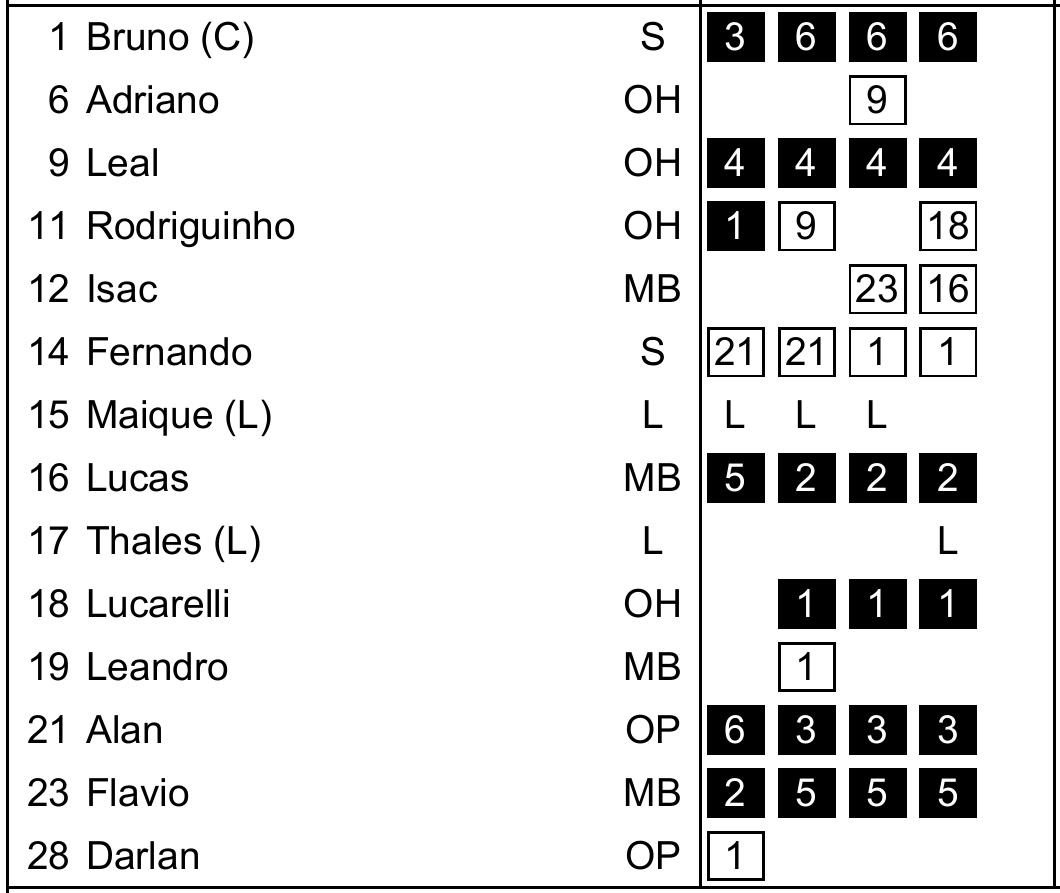 1 Bruno (C) S 3 6 6 6
6 Adriano OH 9
9 Leal OH 4 4 4 4
11 Rodriguinho OH 1 9 18
12 Isac MB 23 16
14 Fernando S 21 21 1 1
15 Maique (L) L L L L
16 Lucas MB 5 2 2 2
17 Thales (L) L L
18 Lucarelli OH 1 1 1
19 Leandro MB 1
21 Alan OP 6 3 3 3
23 Flavio MB 2 5 5 5
28 Darlan OP 1